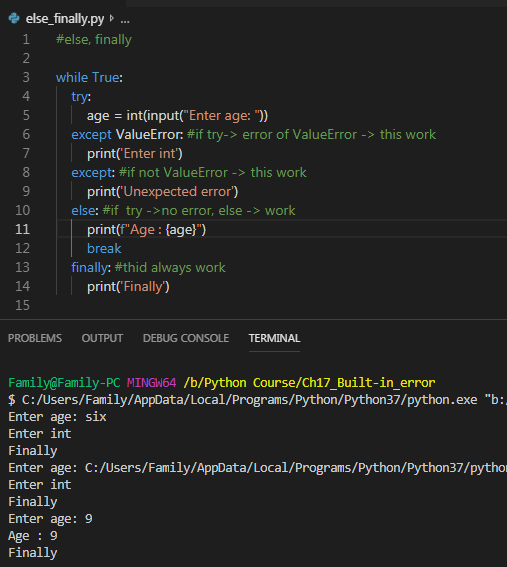 else_finally.py > ...
1 #else, finally
2
3 while True:
4 try:
5 age = int(input("Enter age: "))
6 except ValueError: #if try-> error of ValueError -> this work
7 print('Enter int')
8 except: #if not ValueError -> this work
9 print('Unexpected error')
10 else: #if  try ->no error, else -> work
11 print(f"Age : {age}")
12 break
13 finally: #thid always work
14 print('Finally')
15
PROBLEMS OUTPUT DEBUG CONSOLE TERMINAL
Family@Family-PC MINGW64 /b/Python Course/Ch17_Built-in_error
$ C:/Users/Family/AppData/Local/Programs/Python/Python37/python.exe "b:/
Enter age: six
Enter int
Finally
Enter age: C:/Users/Family/AppData/Local/Programs/Python/Python37/python
Enter int
Finally
Enter age: 9
Age : 9
Finally